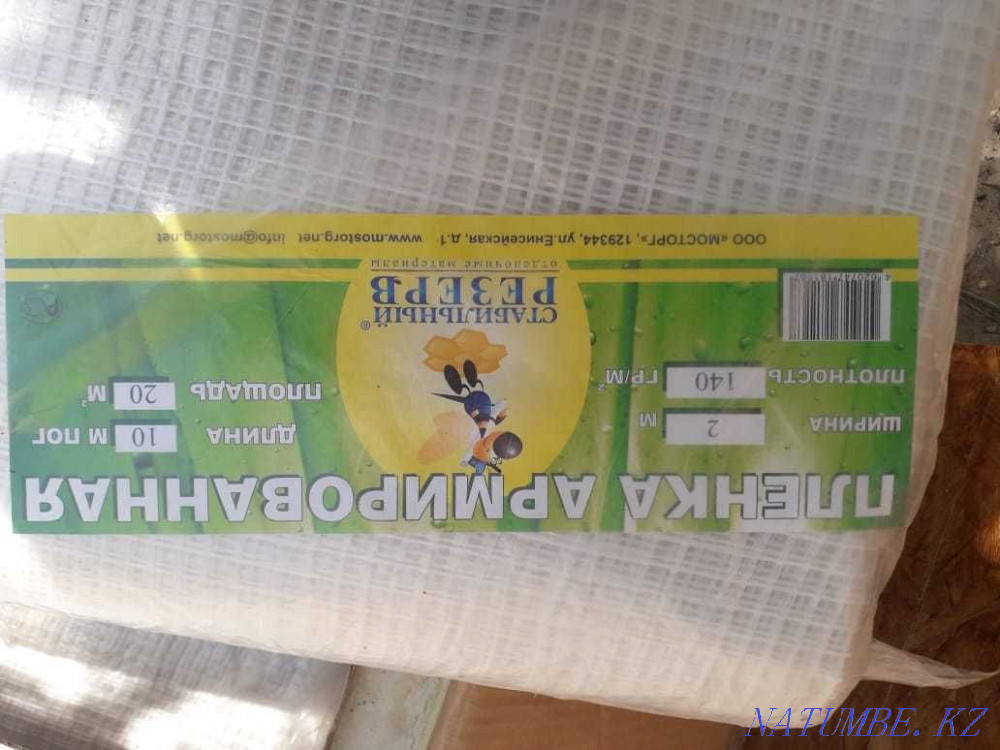 ПЛЕНКА АРМИРОВАННАЯ
ШИРИНА 2 М
ПЛОТНОСТЬ 140 ГР/М²
ДЛИНА 10 М ПОГ
ПЛОЩАДЬ 20 М²
СТАБИЛЬНЫЙ®
РЕЗЕРВ
отделочные материалы
ООО «МОСТОРГ», 129344, ул.Енисейская, д.1 www.mostorg.net info@mostorg.net
NATUMBE.KZ